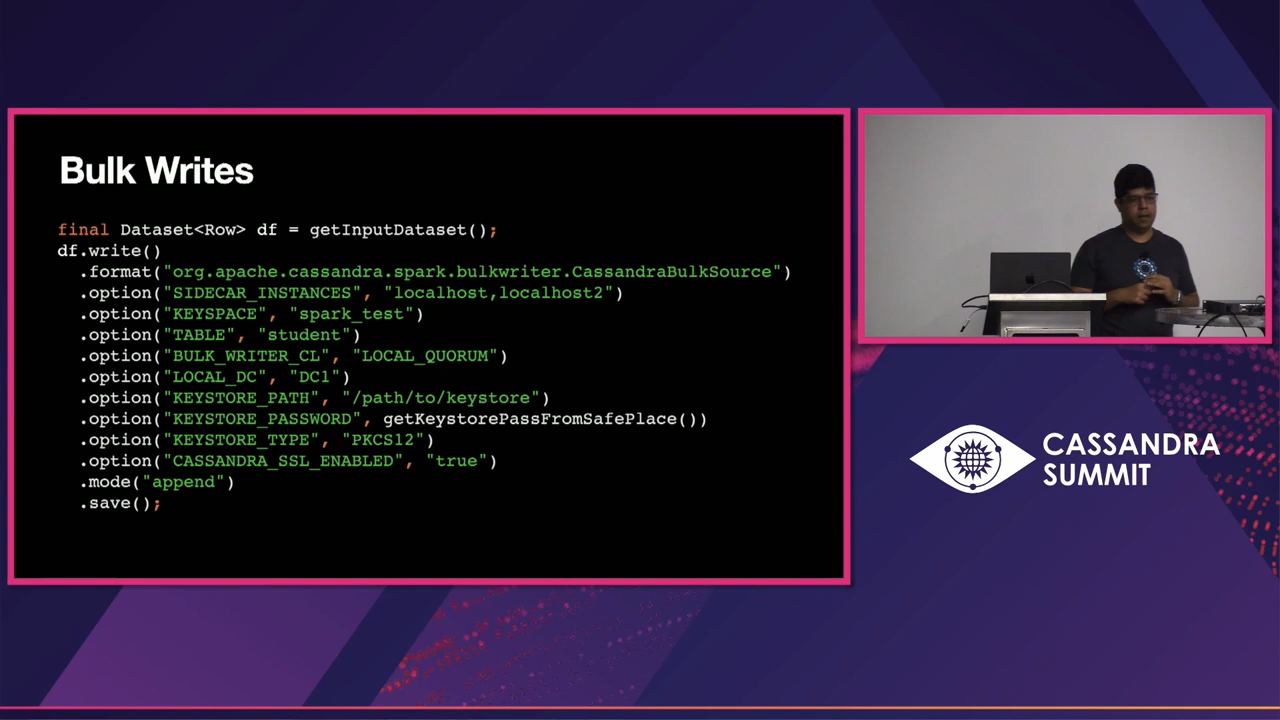 Bulk Writes
final Dataset<Row> df = getInputDataset();
df.write()
.format("org.apache.cassandra.spark.bulkwriter.CassandraBulkSource")
.option("SIDECAR_INSTANCES", "localhost,localhost2")
.option("KEYSPACE", "spark_test")
.option("TABLE", "student")
.option("BULK_WRITER_CL", "LOCAL_QUORUM")
.option("LOCAL_DC", "DC1")
.option("KEYSTORE_PATH", "/path/to/keystore")
.option("KEYSTORE_PASSWORD", getKeystorePassFromSafePlace())
.option("KEYSTORE_TYPE", "PKCS12")
.option("CASSANDRA_SSL_ENABLED", "true")
.mode("append")
.save();
CASSANDRA
SUMMIT